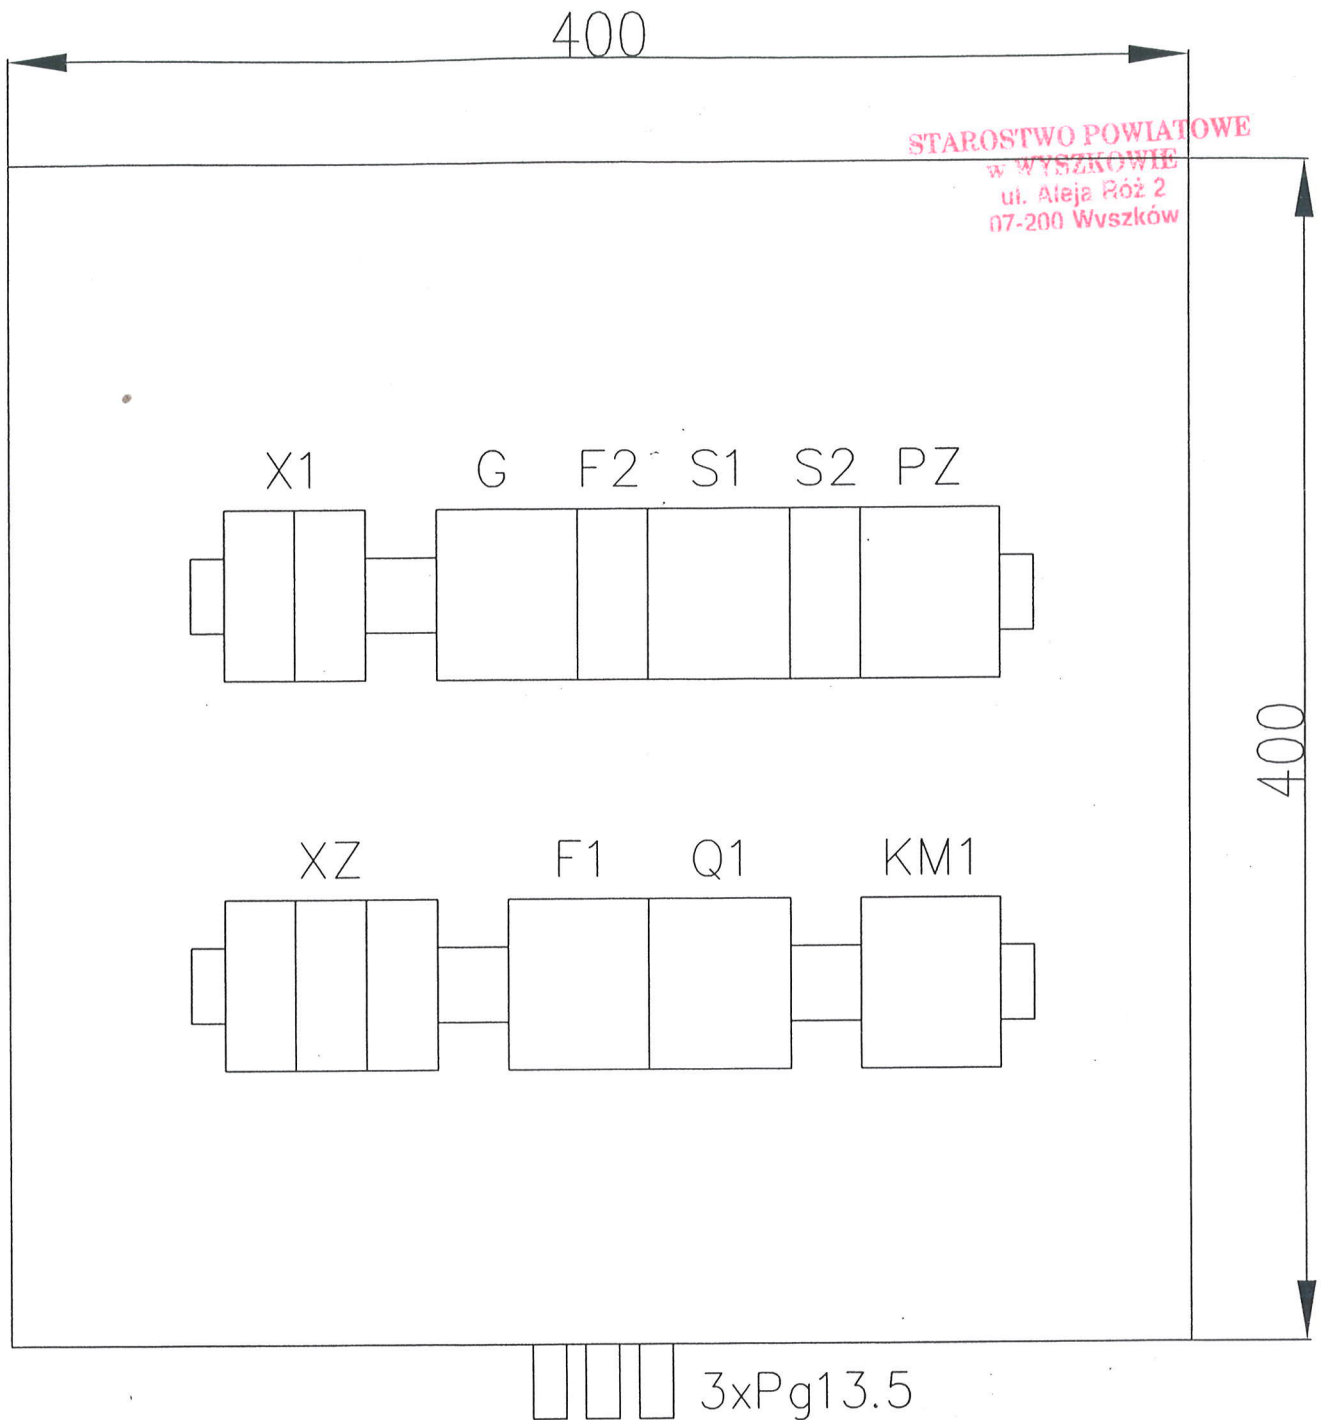 400
STAROSTWO POWIATOWE
w WYSZKOWIE
ul. Aleja Róż 2
07-200 Wyszków
X1 G F2 S1 S2 PZ
400
XZ F1 Q1 KM1
3xPg13.5